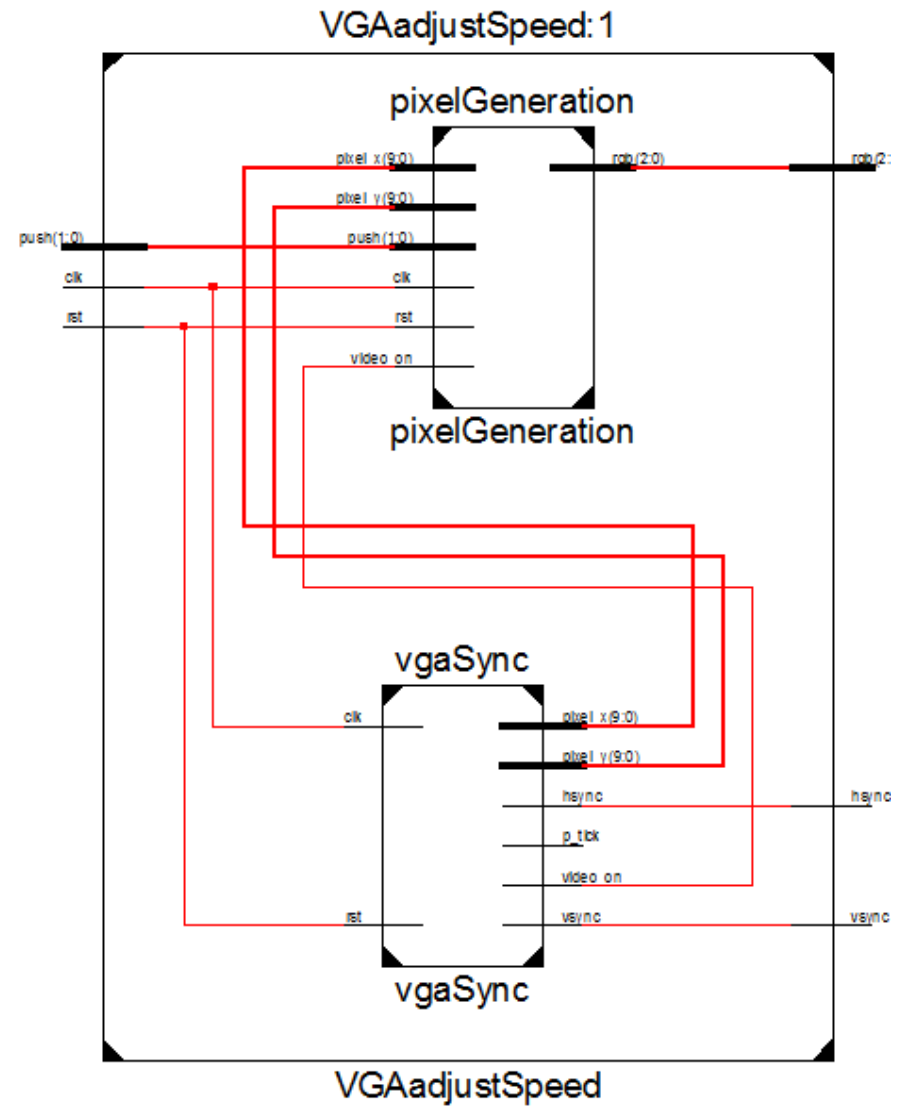 VGAadjustSpeed:1
pixelGeneration
pixel_x(9:0)
rgb(2:0)
rgb(2:
pixel_y(9:0)
push(1:0)
push(1:0)
clk
clk
rst
rst
video_on
pixelGeneration
vgaSync
clk
pixel_x(9:0)
pixel_y(9:0)
hsync
hsync
p_tick
video_on
rst
vsync
vsync
vgaSync
VGAadjustSpeed